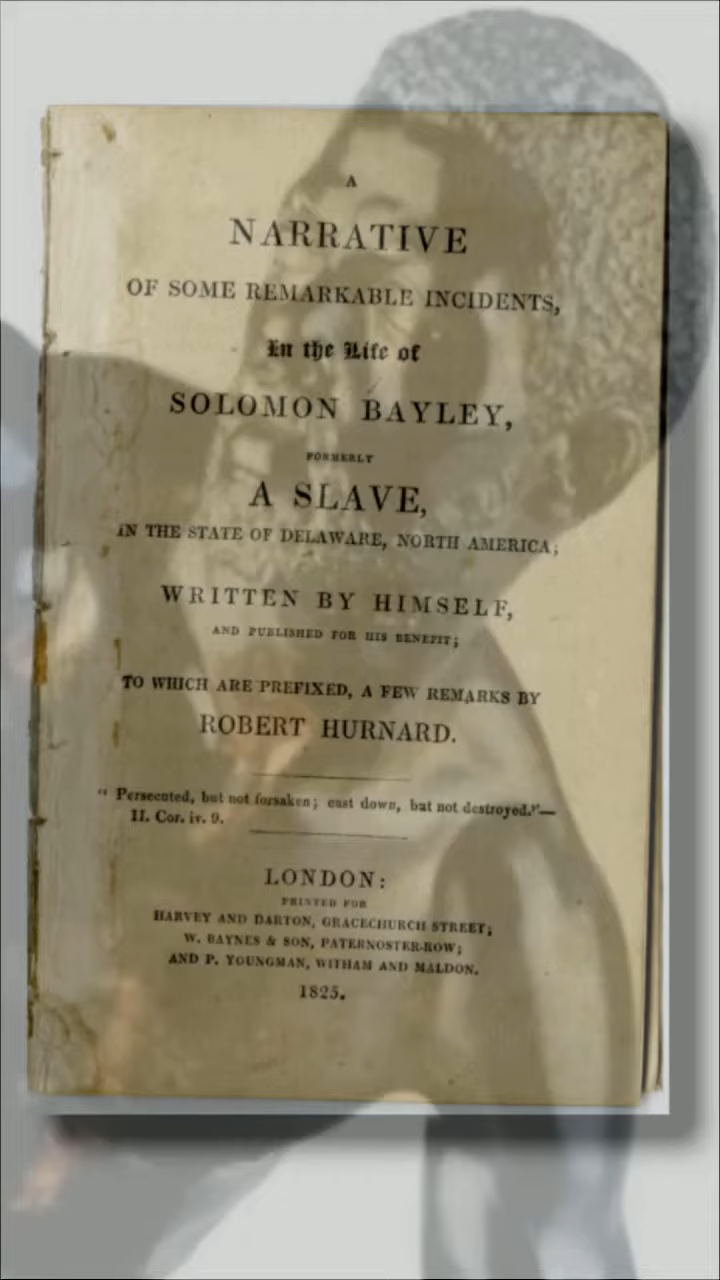 A
NARRATIVE
OF SOME REMARKABLE INCIDENTS,
In the Life of
SOLOMON BAYLEY,
FORMERLY
A SLAVE,
IN THE STATE OF DELAWARE, NORTH AMERICA;
WRITTEN BY HIMSELF,
AND PUBLISHED FOR HIS BENEFIT;
TO WHICH ARE PREFIXED, A FEW REMARKS BY
ROBERT HURNARD.
"Persecuted, but not forsaken; cast down, but not destroyed."—
II. Cor. iv. 9.
LONDON:
PRINTED FOR
HARVEY AND DARTON, GRACECHURCH STREET;
W. BAYNES & SON, PATERNOSTER-ROW;
AND P. YOUNGMAN, WITHAM AND MALDON.
1825.